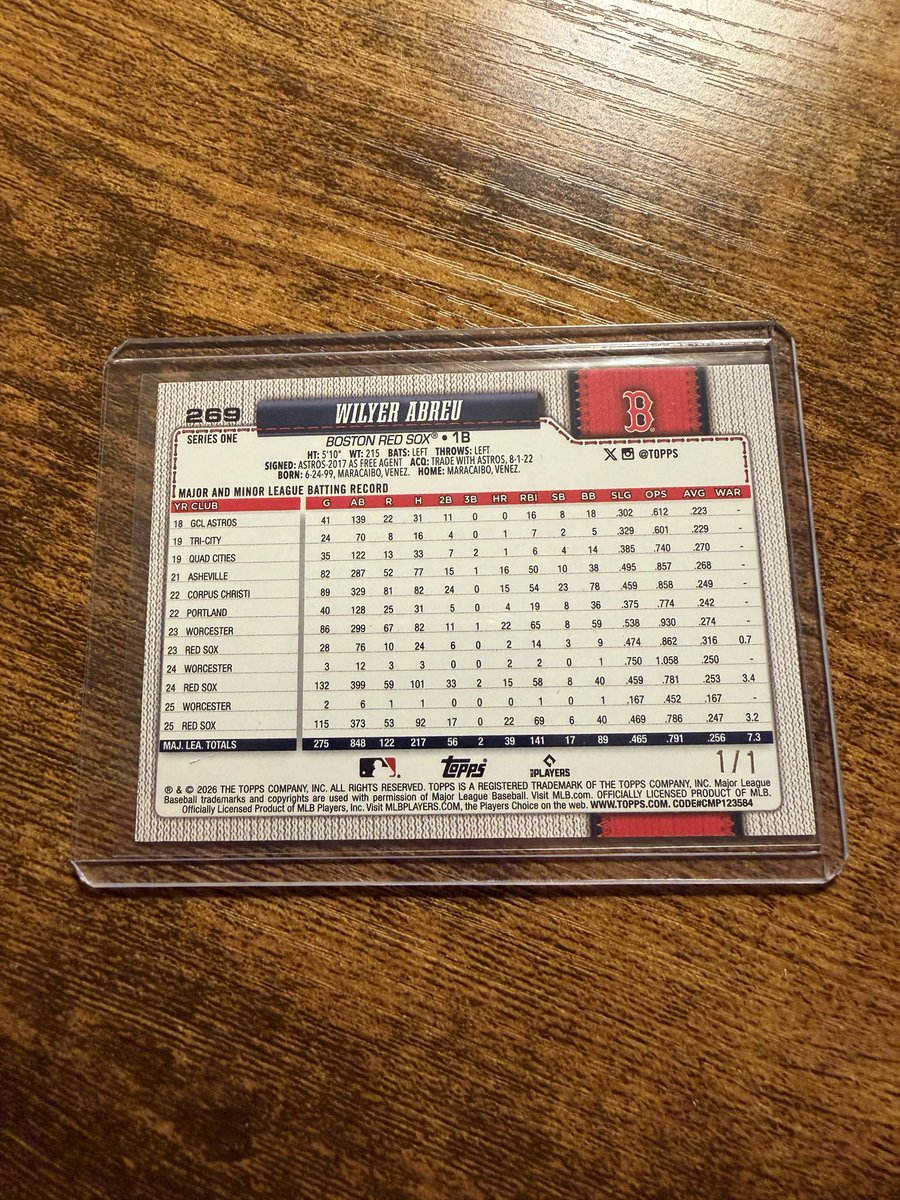 269
SERIES ONE
WILYER ABREU
B
BOSTON RED SOX® • 1B
HT: 5'10" WT: 215 BATS: LEFT THROWS: LEFT
SIGNED: ASTROS-2017 AS FREE AGENT ACQ: TRADE WITH ASTROS, 8-1-22
BORN: 6-24-99, MARACAIBO, VENEZ. HOME: MARACAIBO, VENEZ.
X @TOPPS
MAJOR AND MINOR LEAGUE BATTING RECORD
YR CLUB G AB R H 2B 3B HR RBI SB BB SLG OPS AVG WAR
18 GCL ASTROS 41 139 22 31 11 0 0 16 8 18 .302 .612 .223 -
19 TRI-CITY 24 70 8 16 4 0 1 7 2 5 .329 .601 .229 -
19 QUAD CITIES 35 122 13 33 7 2 1 6 4 14 .385 .740 .270 -
21 ASHEVILLE 82 287 52 77 15 1 16 50 10 38 .495 .857 .268 -
22 CORPUS CHRISTI 89 329 81 82 24 0 15 54 23 78 .459 .858 .249 -
22 PORTLAND 40 128 25 31 5 0 4 19 8 36 .375 .774 .242 -
23 WORCESTER 86 299 67 82 11 1 22 65 8 59 .538 .930 .274 -
23 RED SOX 28 76 10 24 6 0 2 14 3 9 .474 .862 .316 0.7
24 WORCESTER 3 12 3 3 0 0 2 2 0 1 .750 1.058 .250 -
24 RED SOX 132 399 59 101 33 2 15 58 8 40 .459 .781 .253 3.4
25 WORCESTER 2 6 1 1 0 0 0 1 0 1 .167 .452 .167 -
25 RED SOX 115 373 53 92 17 0 22 69 6 40 .469 .786 .247 3.2
MAJ. LEA. TOTALS 275 848 122 217 56 2 39 141 17 89 .465 .791 .256 7.3
topps
PLAYERS
1/1
® & © 2026 THE TOPPS COMPANY, INC. ALL RIGHTS RESERVED. TOPPS IS A REGISTERED TRADEMARK OF THE TOPPS COMPANY, INC. Major League
Baseball trademarks and copyrights are used with permission of Major League Baseball. Visit MLB.com. OFFICIALLY LICENSED PRODUCT OF MLB.
Officially Licensed Product of MLB Players, Inc. Visit MLBPLAYERS.COM, the Players Choice on the web. WWW.TOPPS.COM. CODE#CMP123584